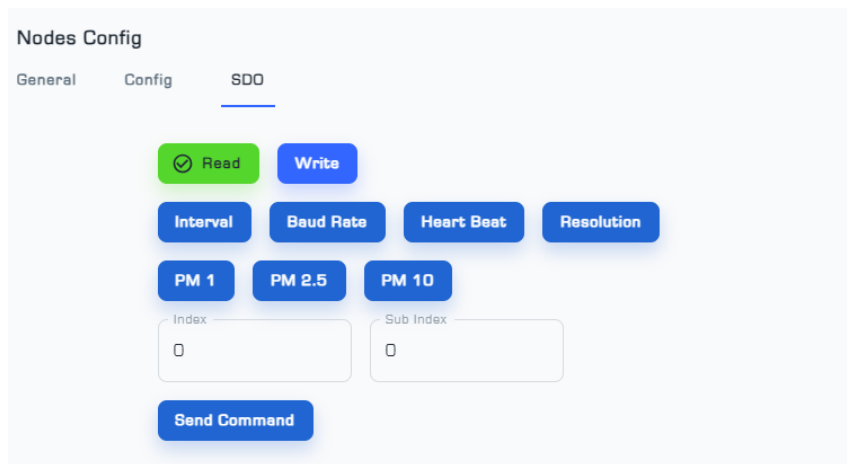 Nodes Config
General Config SDO
Read Write
Interval Baud Rate Heart Beat Resolution
PM 1 PM 2.5 PM 10
Index Sub Index
0 0
Send Command